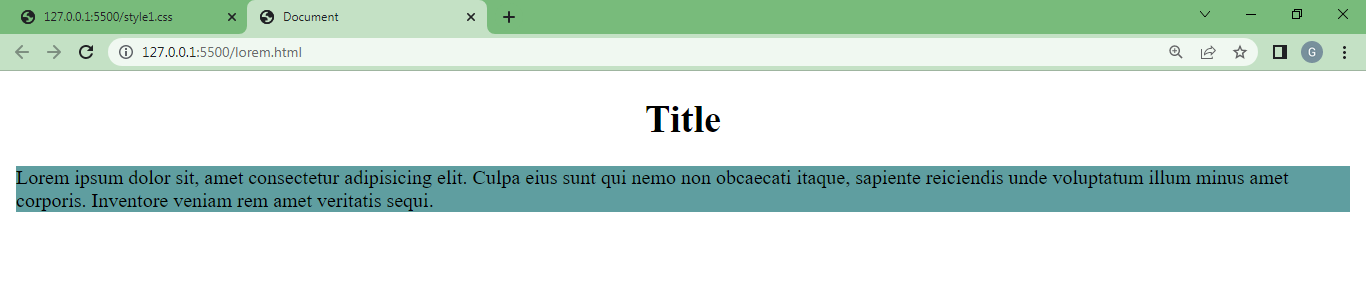 127.0.0.1:5500/style1.css
Document
127.0.0.1:5500/lorem.html
G
Title
Lorem ipsum dolor sit, amet consectetur adipisicing elit. Culpa eius sunt qui nemo non obcaecati itaque, sapiente reiciendis unde voluptatum illum minus amet
corporis. Inventore veniam rem amet veritatis sequi.